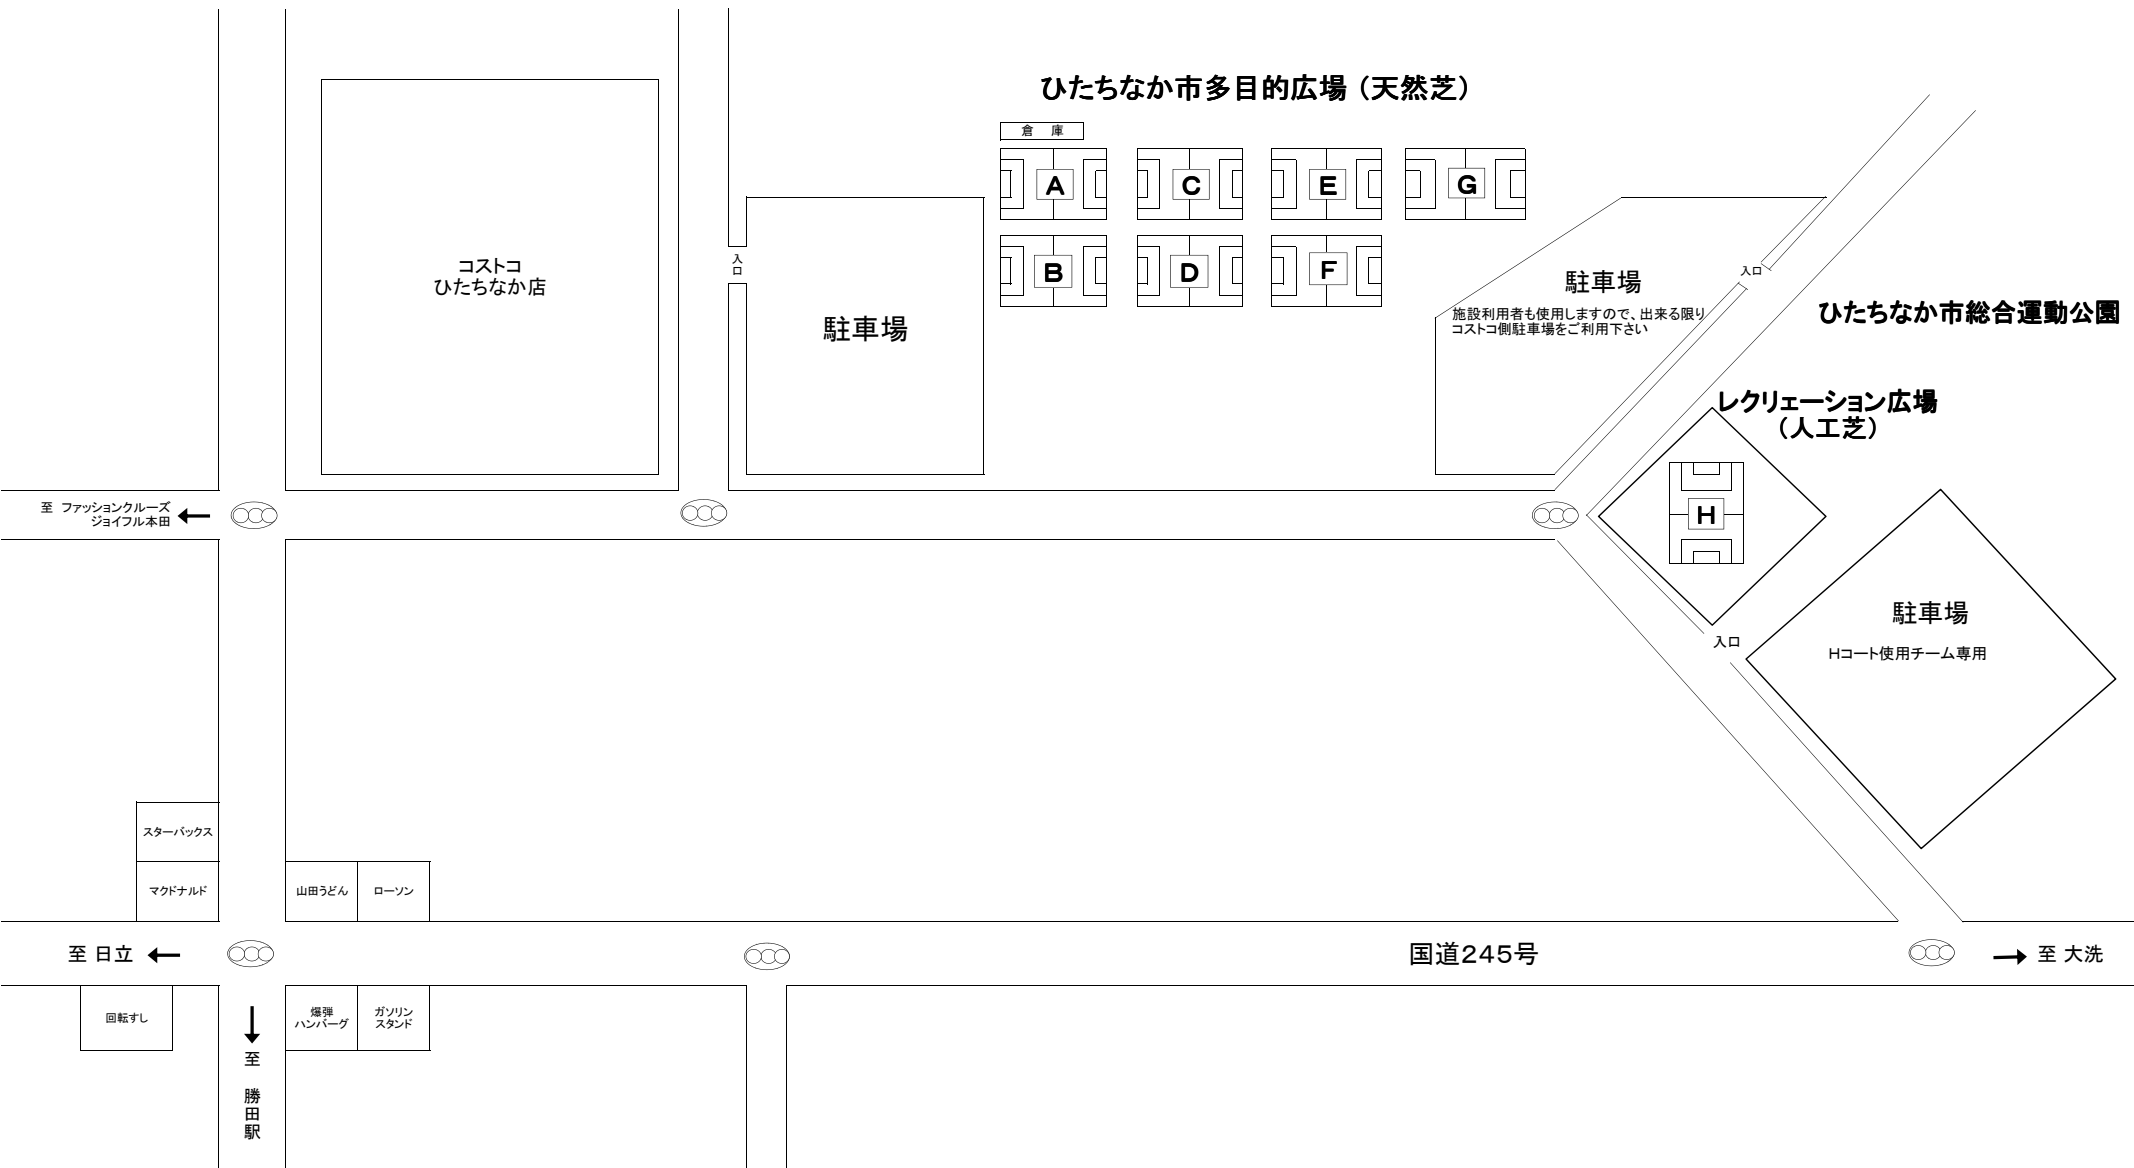 ひたちなか市多目的広場（天然芝）
倉　庫
A
C
E
G
B
D
F
コストコ
ひたちなか店
入口
駐車場
駐車場
入口
施設利用者も使用しますので、出来る限り
コストコ側駐車場をご利用下さい
ひたちなか市総合運動公園
レクリェーション広場
（人工芝）
H
至　ファッションクルーズ
ジョイフル本田
駐車場
Hコート使用チーム専用
入口
スターバックス
マクドナルド
山田うどん
ローソン
至 日立
国道245号
至 大洗
回転すし
爆弾
ハンバーグ
ガソリン
スタンド
至　勝田駅